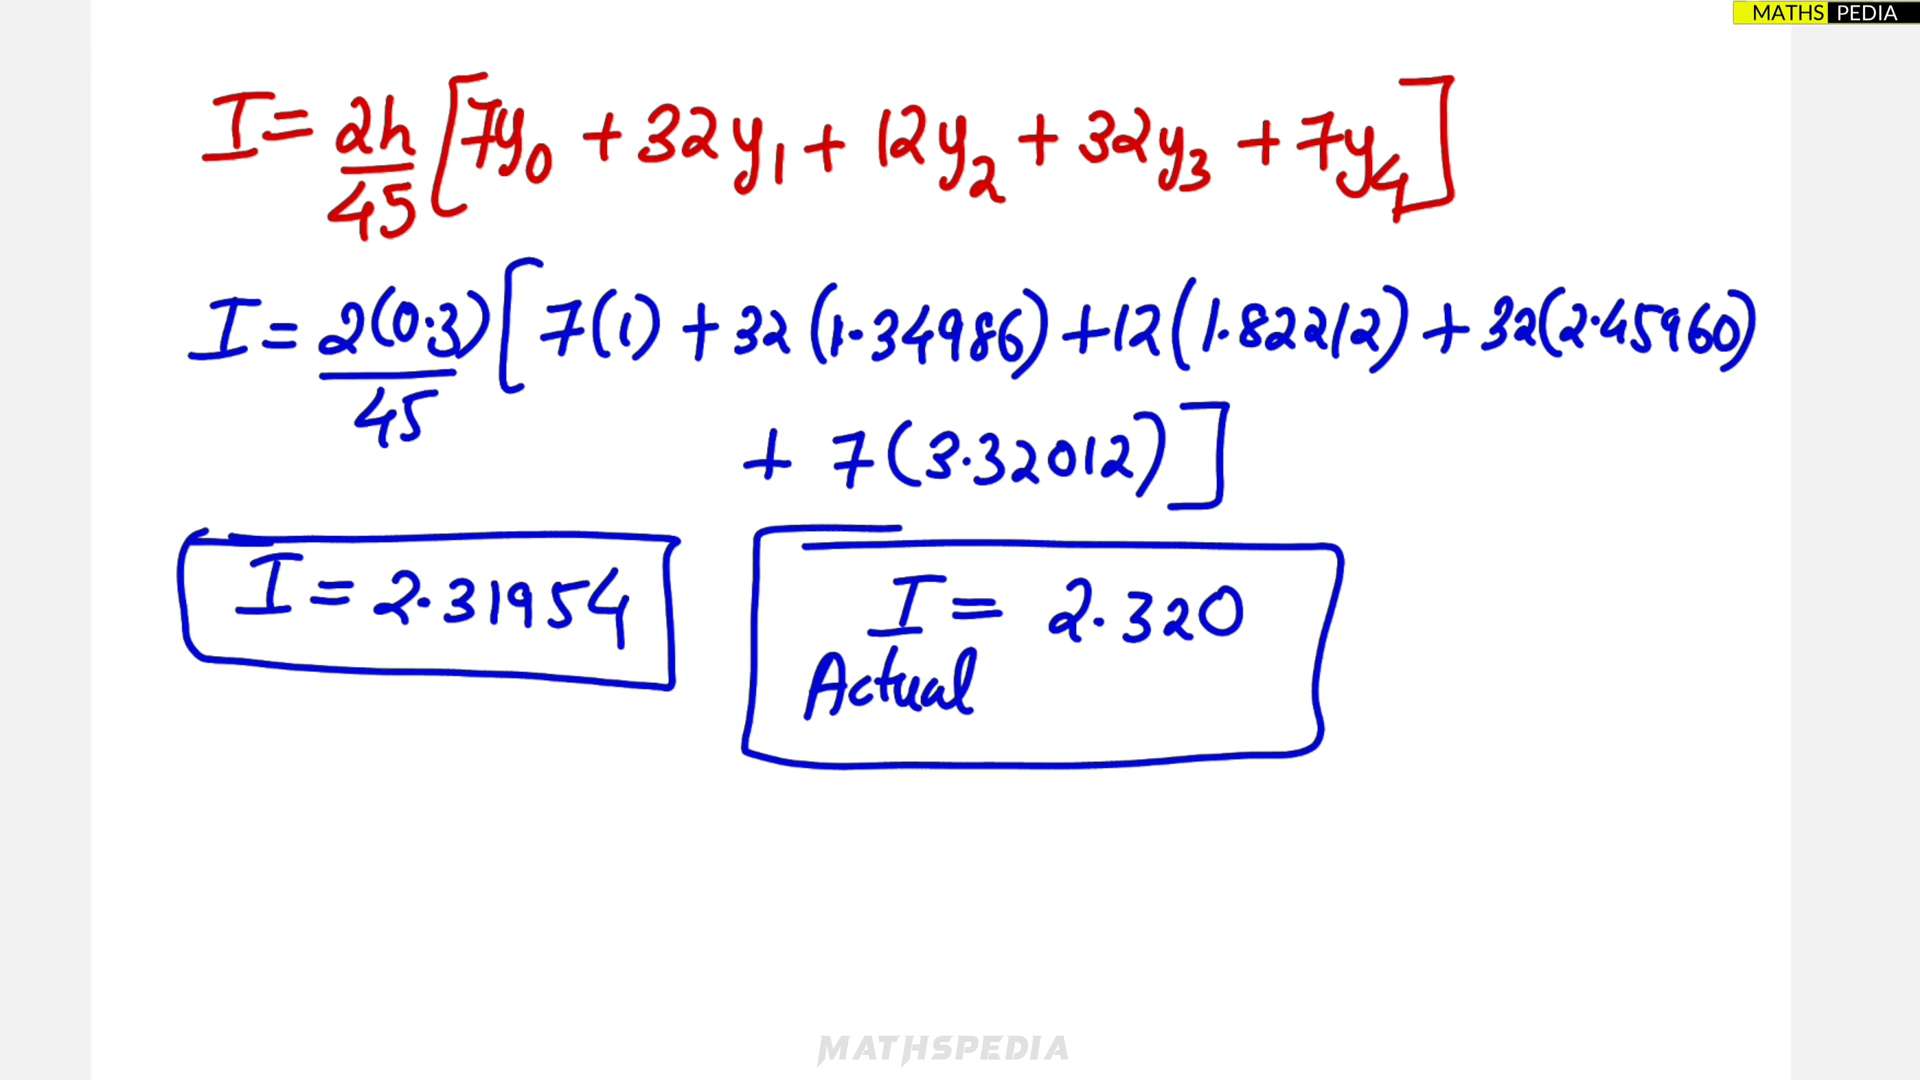 MATHS PEDIA
I = 2h/45 [7y₀ + 32y₁ + 12y₂ + 32y₃ + 7y₄]
I = 2(0.3)/45 [7(1) + 32(1.34986) + 12(1.82212) + 32(2.45960)
+ 7(3.32012)]
I = 2.31954
I = 2.320
Actual
MATHSPEDIA